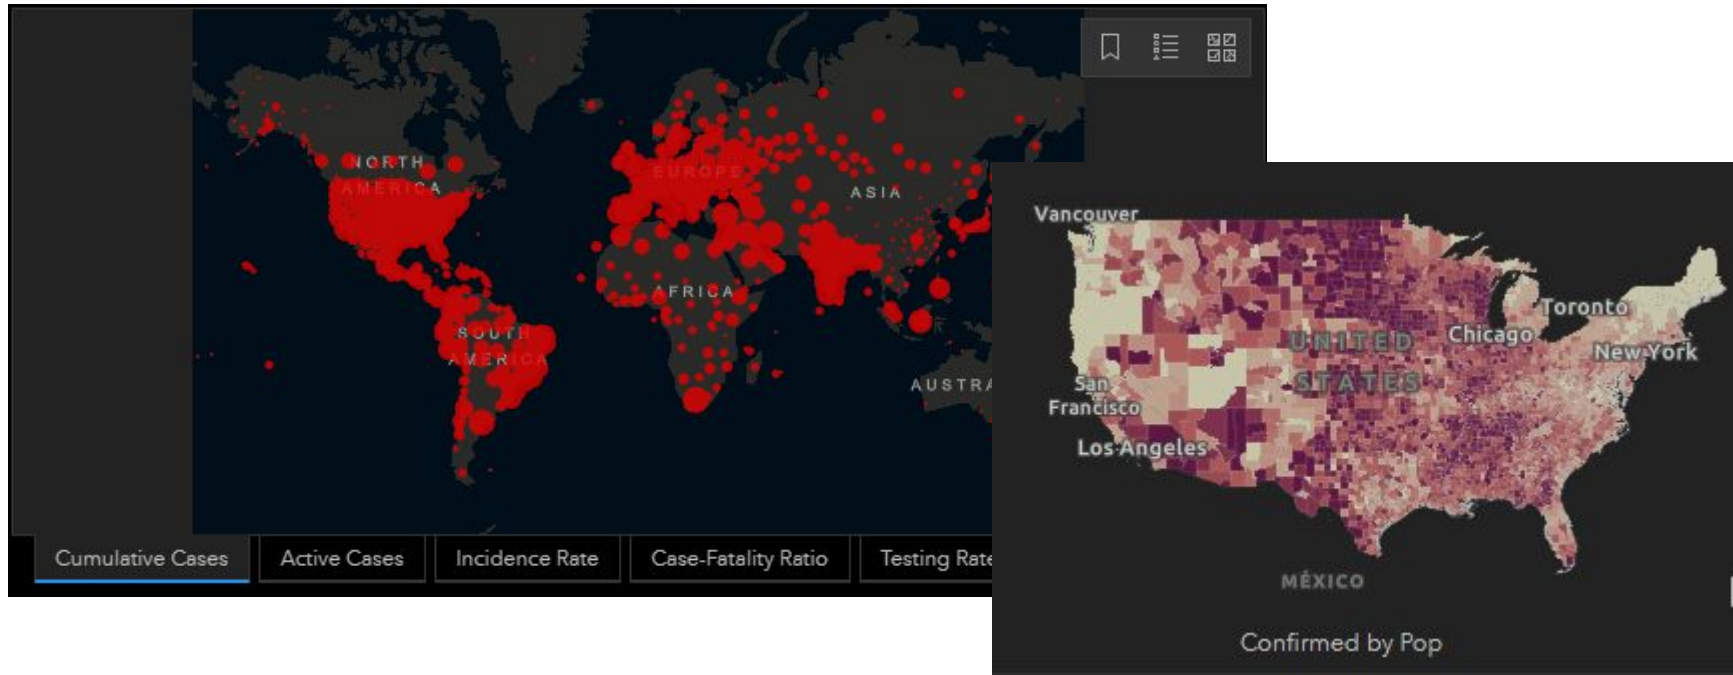 NORTH
AMERICA
EUROPE
ASIA
AFRICA
SOUTH
AMERICA
AUSTRA
Cumulative Cases
Active Cases
Incidence Rate
Case-Fatality Ratio
Testing Rate
Vancouver
Toronto
Chicago
New York
UNITED
STATES
San
Francisco
Los Angeles
MÉXICO
Confirmed by Pop